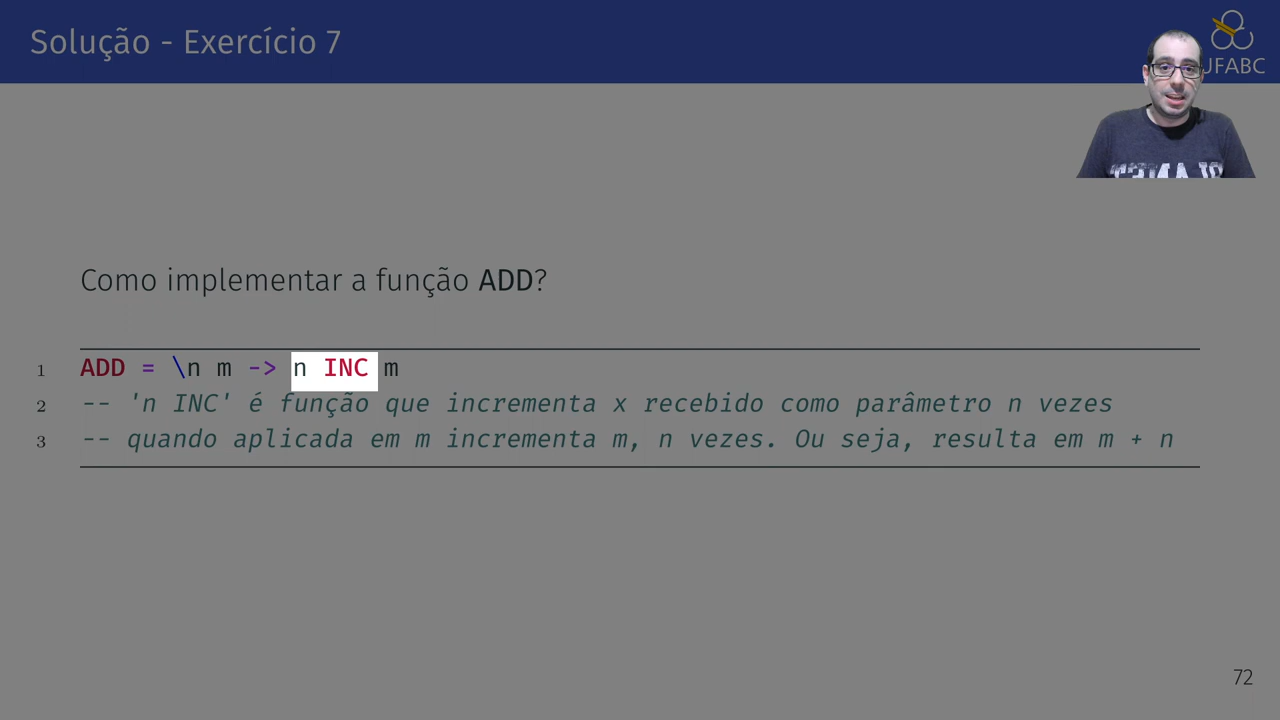 Solução - Exercício 7
UFABC
Como implementar a função ADD?
1 ADD = \n m -> n INC m
2 -- 'n INC' é função que incrementa x recebido como parâmetro n vezes
3 -- quando aplicada em m incrementa m, n vezes. Ou seja, resulta em m + n
72